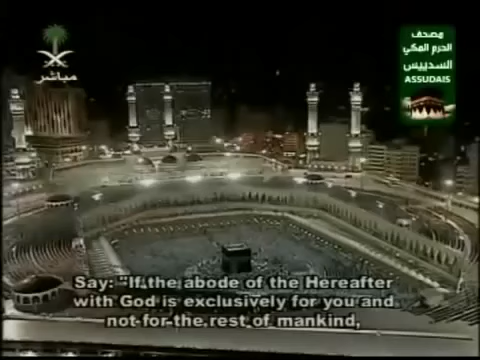 مباشر
مصحف
الحرم المكي
السديس
ASSUDAIS
Say: "If the abode of the Hereafter
with God is exclusively for you and
not for the rest of mankind,